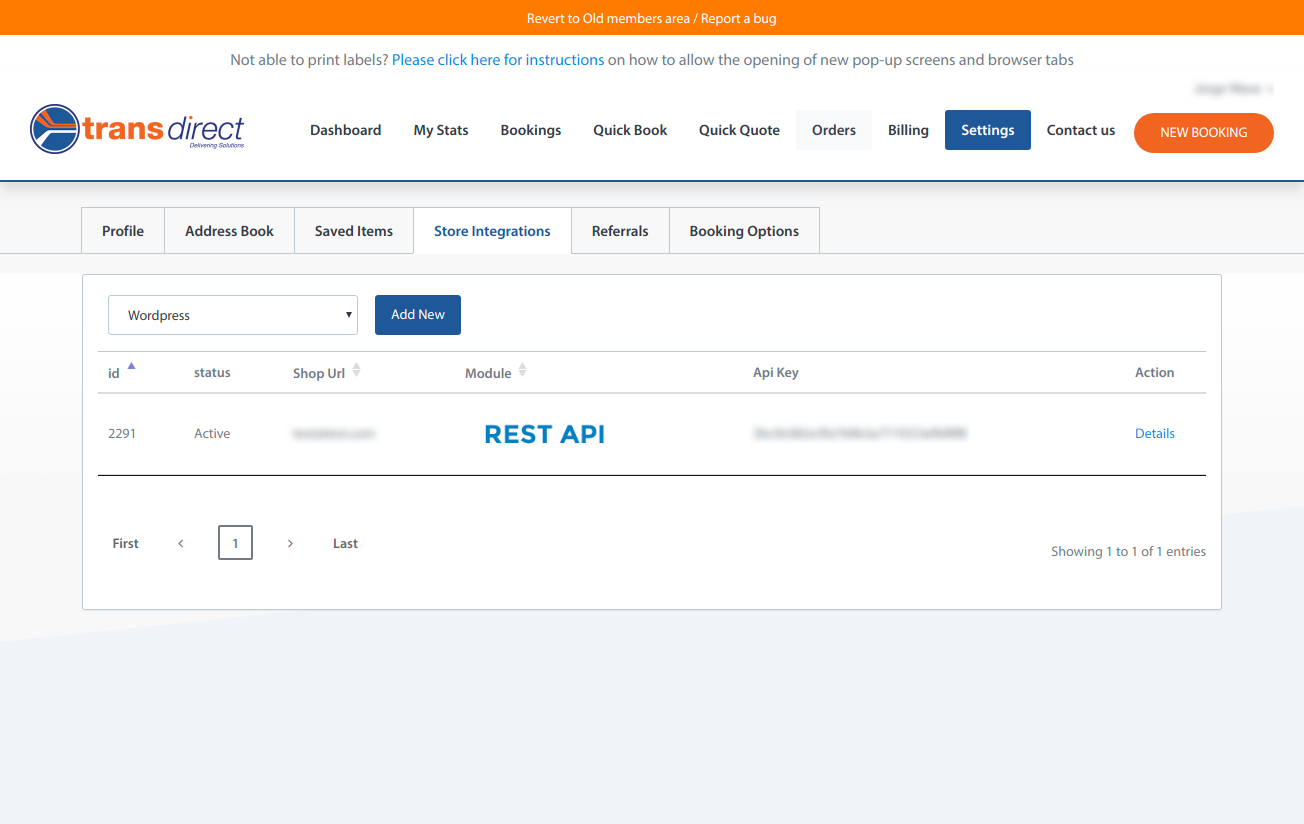 Revert to Old members area / Report a bug
Not able to print labels? Please click here for instructions on how to allow the opening of new pop-up screens and browser tabs
trans direct
Delivering Solutions
Dashboard My Stats Bookings Quick Book Quick Quote Orders Billing Settings Contact us NEW BOOKING
Profile Address Book Saved Items Store Integrations Referrals Booking Options
Wordpress Add New
id status Shop Url Module Api Key Action
2291 Active REST API Details
First < 1 > Last
Showing 1 to 1 of 1 entries